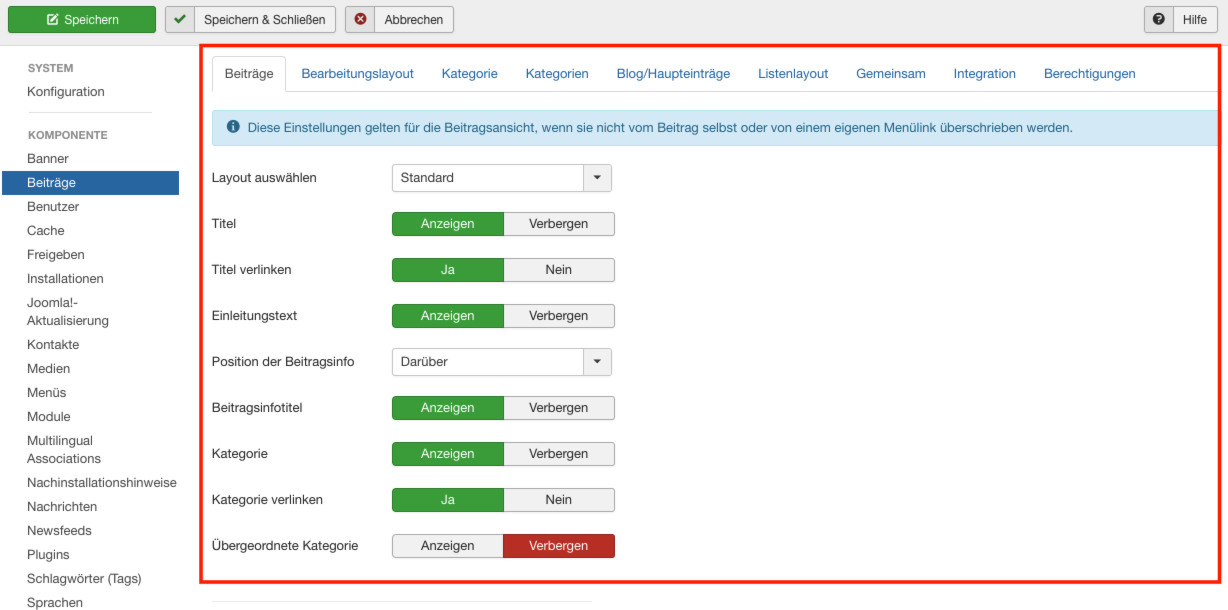 Speichern
Speichern & Schließen
Abbrechen
Hilfe
SYSTEM
Konfiguration
KOMPONENTE
Banner
Beiträge
Benutzer
Cache
Freigeben
Installationen
Joomla!-
Aktualisierung
Kontakte
Medien
Menüs
Module
Multilingual
Associations
Nachinstallationshinweise
Nachrichten
Newsfeeds
Plugins
Schlagwörter (Tags)
Sprachen
Beiträge
Bearbeitungslayout
Kategorie
Kategorien
Blog/Haupteinträge
Listenlayout
Gemeinsam
Integration
Berechtigungen
Diese Einstellungen gelten für die Beitragsansicht, wenn sie nicht vom Beitrag selbst oder von einem eigenen Menülink überschrieben werden.
Layout auswählen Standard
Titel Anzeigen Verbergen
Titel verlinken Ja Nein
Einleitungstext Anzeigen Verbergen
Position der Beitragsinfo Darüber
Beitragsinfotitel Anzeigen Verbergen
Kategorie Anzeigen Verbergen
Kategorie verlinken Ja Nein
Übergeordnete Kategorie Anzeigen Verbergen